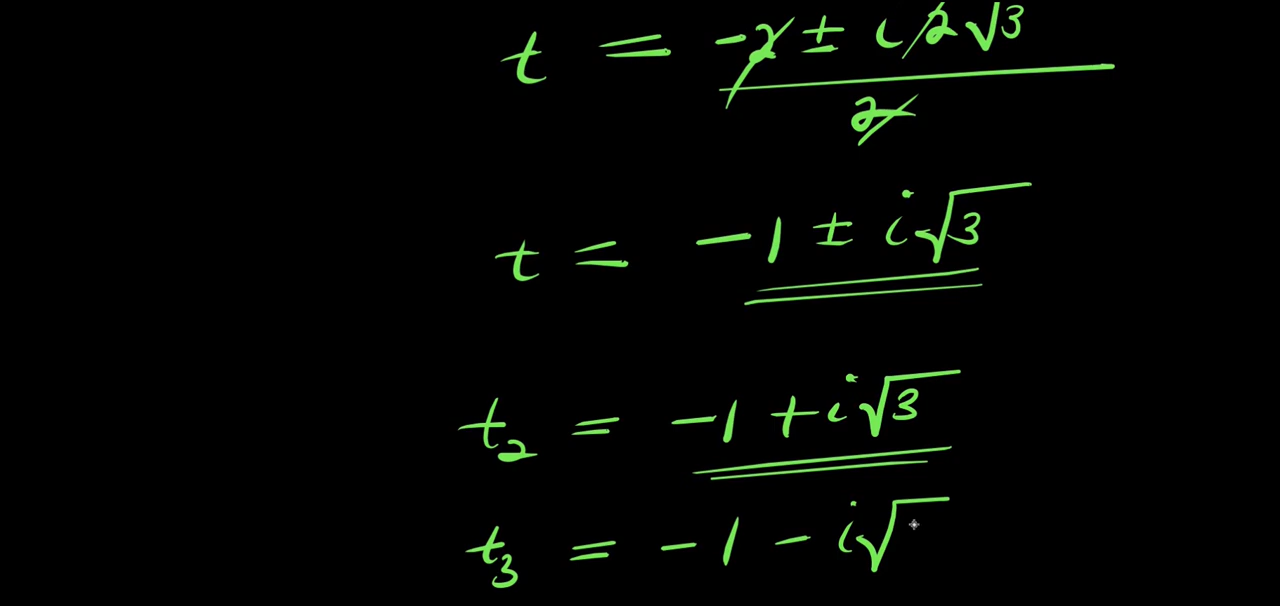 t = -2 ± i2√3
2
t = -1 ± i√3
t₂ = -1 + i√3
t₃ = -1 - i√